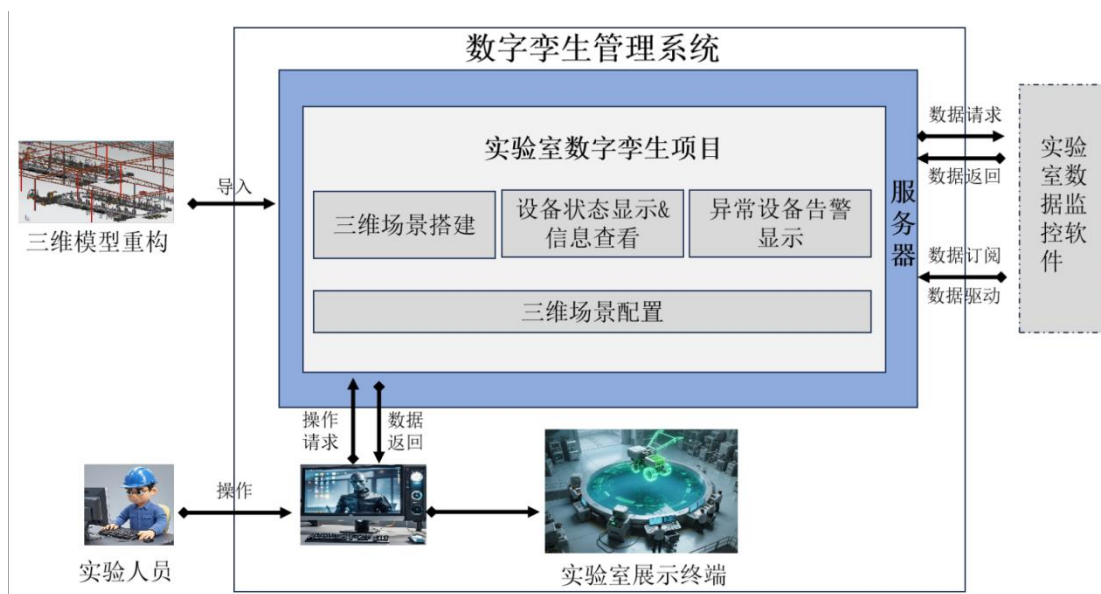 数字孪生管理系统
实验室数字孪生项目
三维场景搭建
设备状态显示&
信息查看
异常设备告警
显示
三维场景配置
服务器
导入
三维模型重构
数据请求
数据返回
数据订阅
数据驱动
实验
室数
据监
控软
件
操作
请求
数据
返回
操作
实验人员
实验室展示终端